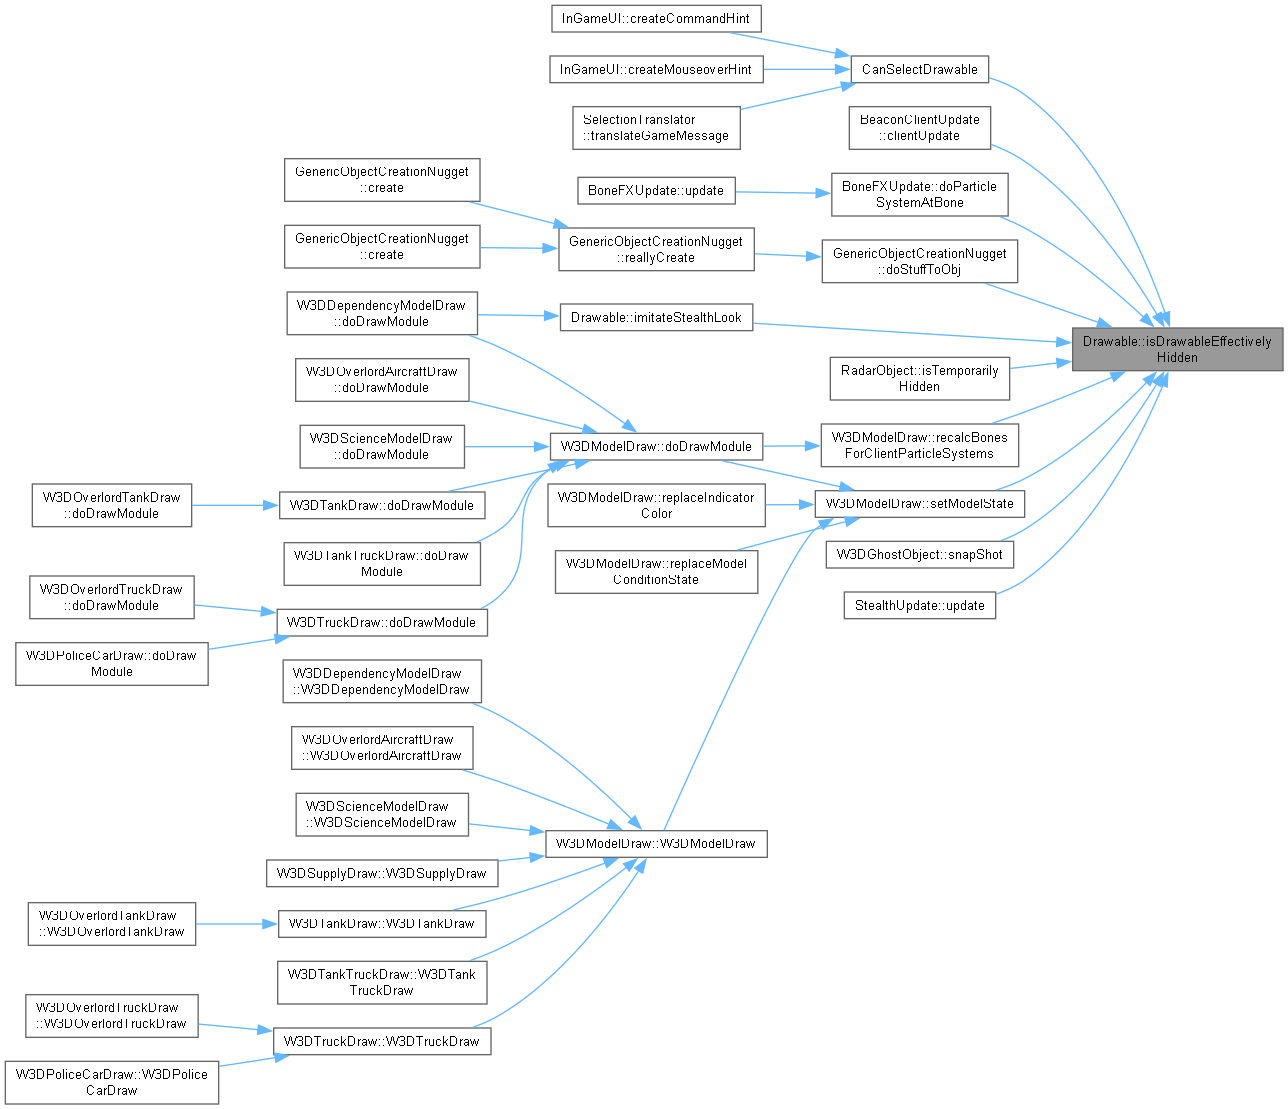 InGameUI::createCommandHint
InGameUI::createMouseoverHint
CanSelectDrawable
SelectionTranslator
::translateGameMessage
BeaconClientUpdate
::clientUpdate
GenericObjectCreationNugget
::create
BoneFXUpdate::update
BoneFXUpdate::doParticle
SystemAtBone
GenericObjectCreationNugget
::create
GenericObjectCreationNugget
::reallyCreate
GenericObjectCreationNugget
::doStuffToObj
W3DDependencyModelDraw
::doDrawModule
Drawable::imitateStealthLook
Drawable::isDrawableEffectively
Hidden
W3DOverlordAircraftDraw
::doDrawModule
RadarObject::isTemporarily
Hidden
W3DScienceModelDraw
::doDrawModule
W3DModelDraw::doDrawModule
W3DModelDraw::recalcBones
ForClientParticleSystems
W3DOverlordTankDraw
::doDrawModule
W3DTankDraw::doDrawModule
W3DModelDraw::replaceIndicator
Color
W3DModelDraw::setModelState
W3DTankTruckDraw::doDraw
Module
W3DModelDraw::replaceModel
ConditionState
W3DGhostObject::snapShot
W3DOverlordTruckDraw
::doDrawModule
StealthUpdate::update
W3DTruckDraw::doDrawModule
W3DPoliceCarDraw::doDraw
Module
W3DDependencyModelDraw
::W3DDependencyModelDraw
W3DOverlordAircraftDraw
::W3DOverlordAircraftDraw
W3DScienceModelDraw
::W3DScienceModelDraw
W3DModelDraw::W3DModelDraw
W3DSupplyDraw::W3DSupplyDraw
W3DOverlordTankDraw
::W3DOverlordTankDraw
W3DTankDraw::W3DTankDraw
W3DTankTruckDraw::W3DTank
TruckDraw
W3DOverlordTruckDraw
::W3DOverlordTruckDraw
W3DTruckDraw::W3DTruckDraw
W3DPoliceCarDraw::W3DPolice
CarDraw